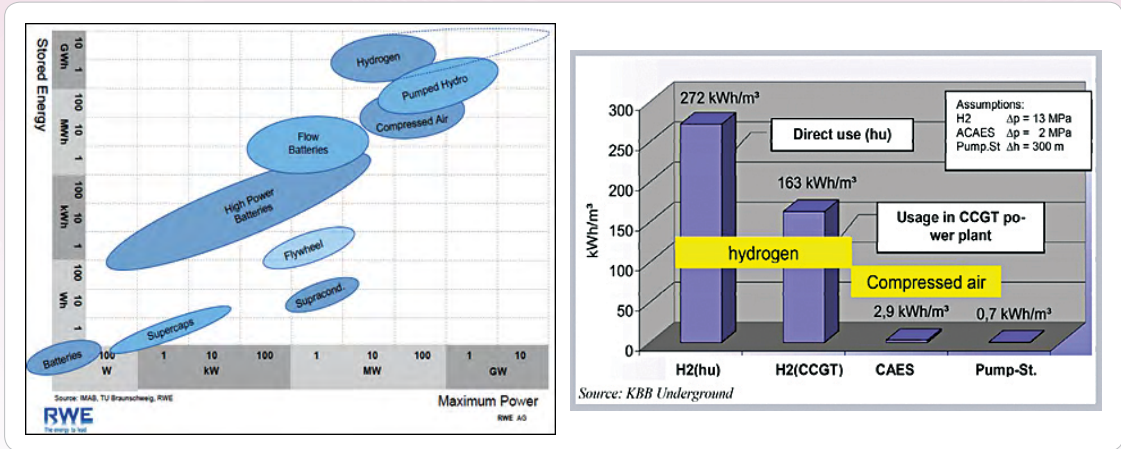 Stored Energy
10
GWh
1
100
MWh
10
1
100
kWh
10
1
100
Wh
10
1
Hydrogen
Pumped Hydro
Compressed Air
Flow
Batteries
High Power
Batteries
Flywheel
Supracond.
Supercaps
Batteries
100
W
1
10
kW
100
1
10
MW
100
1
10
GW
Source: IMAB, TU Braunschweig, RWE
Maximum Power
RWE AG
RWE
The energy to lead
kWh/m³
300
250
200
150
100
50
0
272 kWh/m³
Direct use (hu)
Assumptions:
H2 Δp = 13 MPa
ACAES Δp = 2 MPa
Pump.St Δh = 300 m
163 kWh/m³
Usage in CCGT po-
wer plant
hydrogen
Compressed air
2,9 kWh/m³
0,7 kWh/m³
H2(hu)
H2(CCGT)
CAES
Pump-St.
Source: KBB Underground